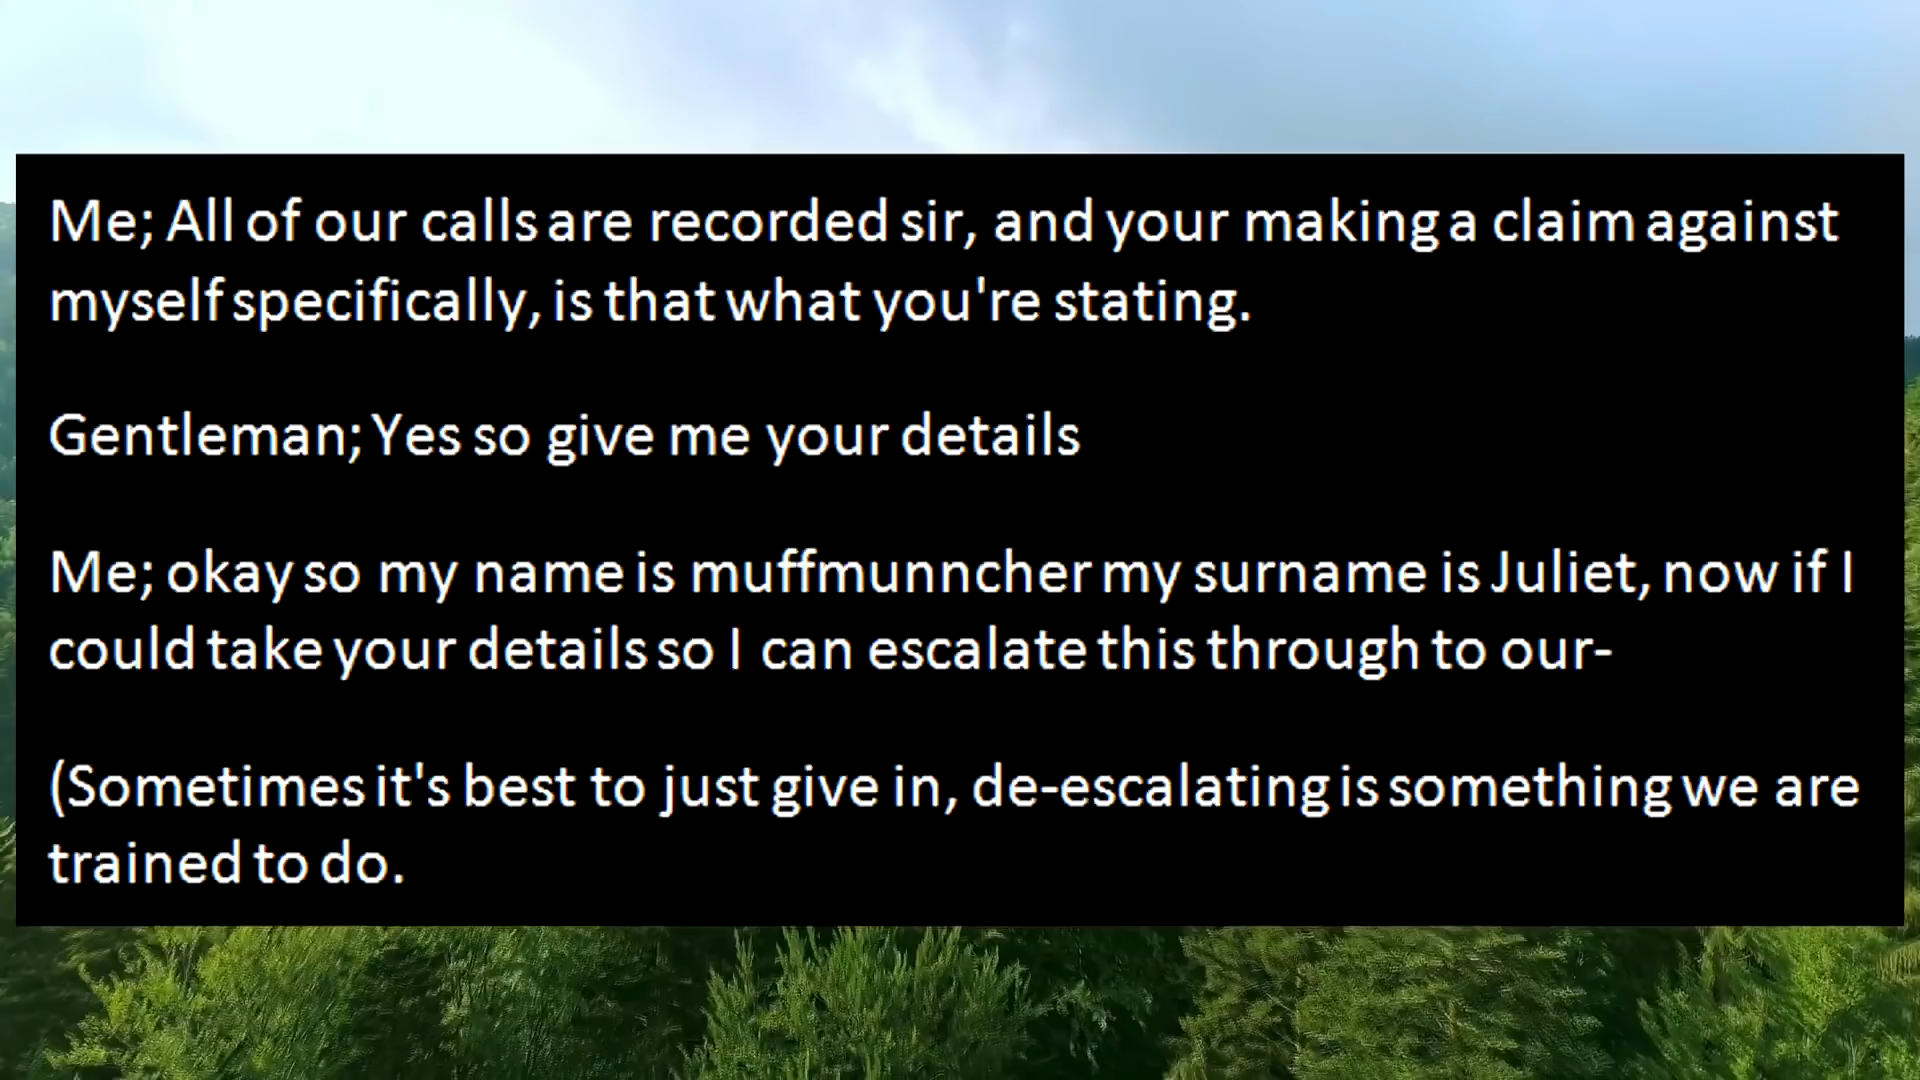 Me; All of our calls are recorded sir, and your making a claim against
myself specifically, is that what you're stating.
Gentleman; Yes so give me your details
Me; okay so my name is muffmunncher my surname is Juliet, now if I
could take your details so I can escalate this through to our-
(Sometimes it's best to just give in, de-escalating is something we are
trained to do.